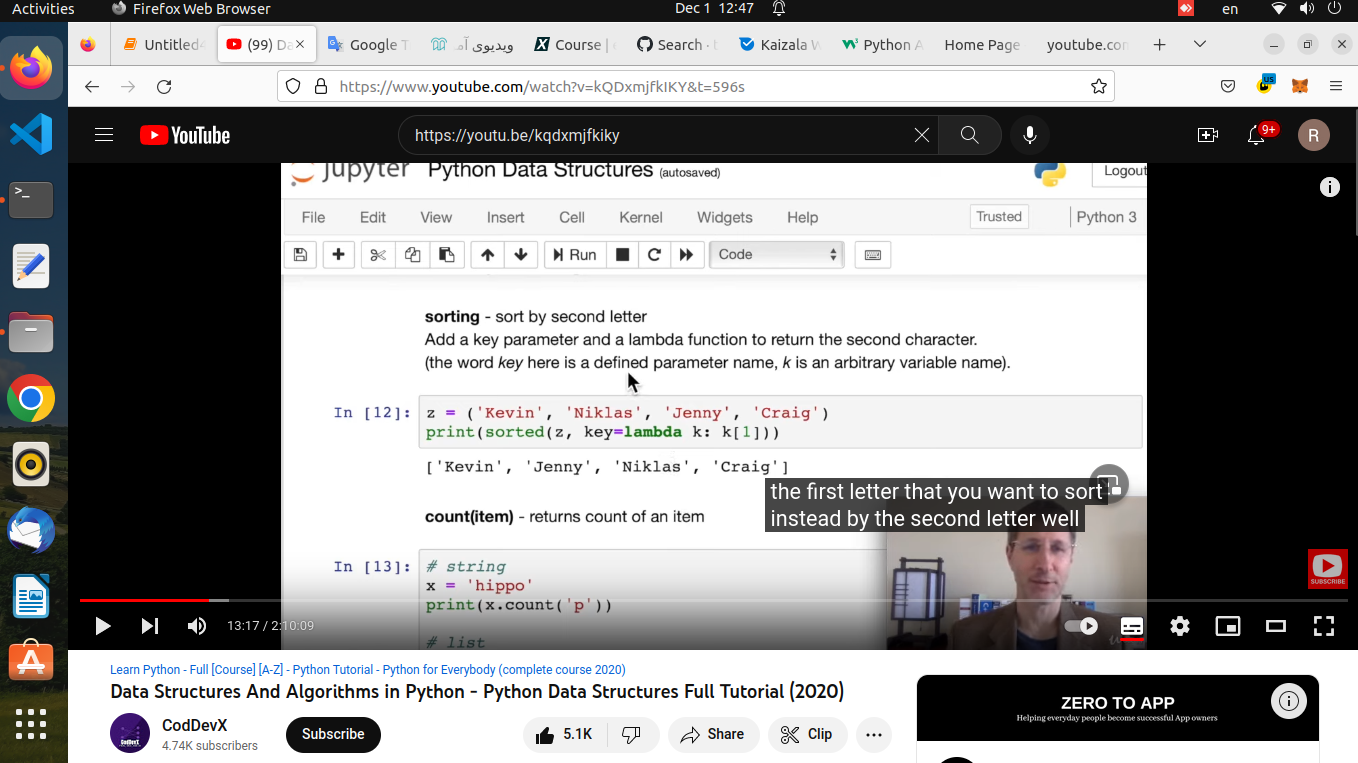 Activities
Firefox Web Browser
Dec 1 12:47
en
Untitled
(99) Da
Google T
ویدیوی آم
Course |
Search ·
Kaizala W
Python A
Home Page
youtube.con
https://www.youtube.com/watch?v=kQDxmjfkIKY&t=596s
us
YouTube
https://youtu.be/kqdxmjfkiky
9+
R
jupyter Python Data Structures (autosaved)
Logout
File Edit View Insert Cell Kernel Widgets Help
Trusted
Python 3
Run
Code
sorting - sort by second letter
Add a key parameter and a lambda function to return the second character.
(the word key here is a defined parameter name, k is an arbitrary variable name).
In [12]: z = ('Kevin', 'Niklas', 'Jenny', 'Craig')
print(sorted(z, key=lambda k: k[1]))
['Kevin', 'Jenny', 'Niklas', 'Craig']
the first letter that you want to sort
instead by the second letter well
count(item) - returns count of an item
In [13]: # string
x = 'hippo'
print(x.count('p'))
# list
SUBSCRIBE
13:17 / 2:10:09
Learn Python - Full [Course] [A-Z] - Python Tutorial - Python for Everybody (complete course 2020)
Data Structures And Algorithms in Python - Python Data Structures Full Tutorial (2020)
CodDevX
4.74K subscribers
Subscribe
5.1K
Share
Clip
ZERO TO APP
Helping everyday people become successful App owners